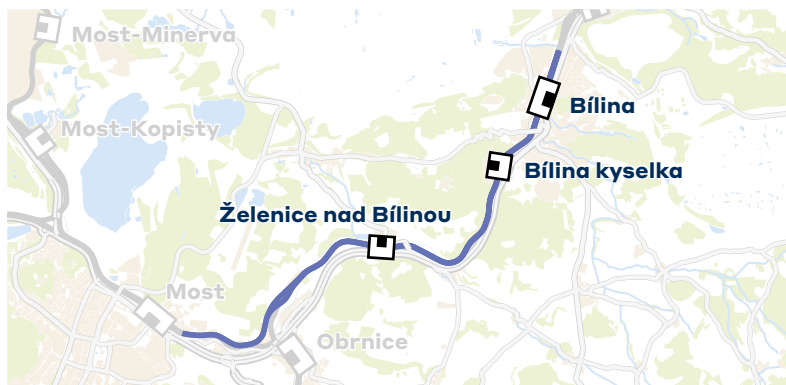 Most-Minerva
Bílina
Most-Kopisty
Bílina kyselka
Želenice nad Bílinou
Most
Obrnice